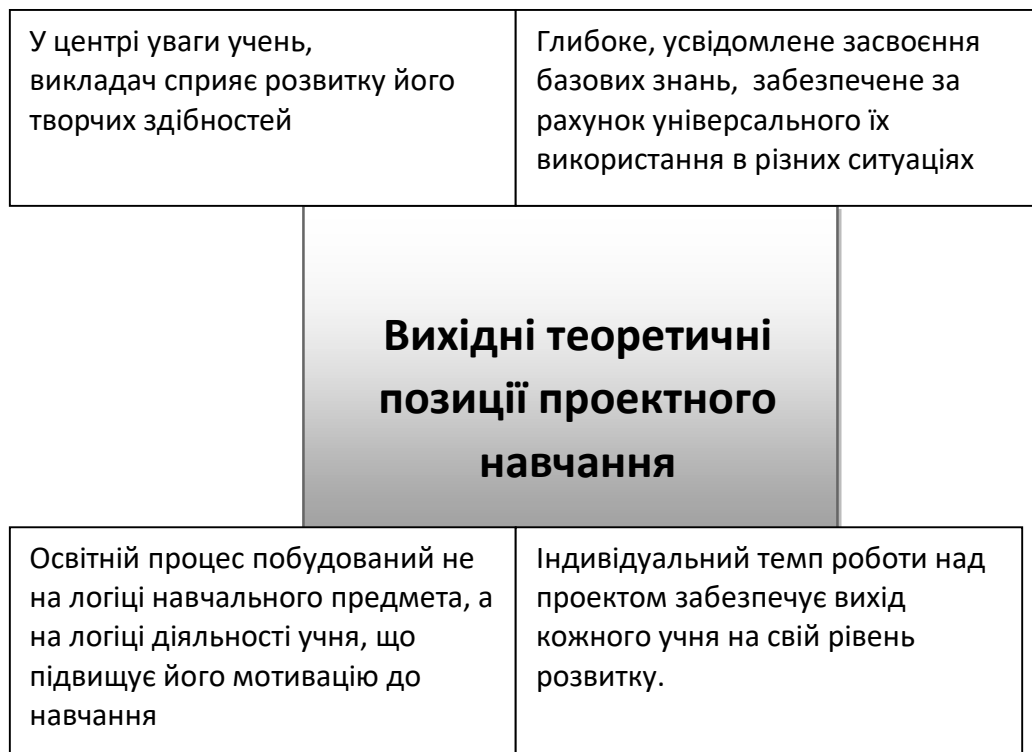 У центрі уваги учень,
викладач сприяє розвитку його
творчих здібностей
Глибоке, усвідомлене засвоєння
базових знань,  забезпечене за
рахунок універсального їх
використання в різних ситуаціях
Вихідні теоретичні
позиції проектного
навчання
Освітній процес побудований не
на логіці навчального предмета, а
на логіці діяльності учня, що
підвищує його мотивацію до
навчання
Індивідуальний темп роботи над
проектом забезпечує вихід
кожного учня на свій рівень
розвитку.